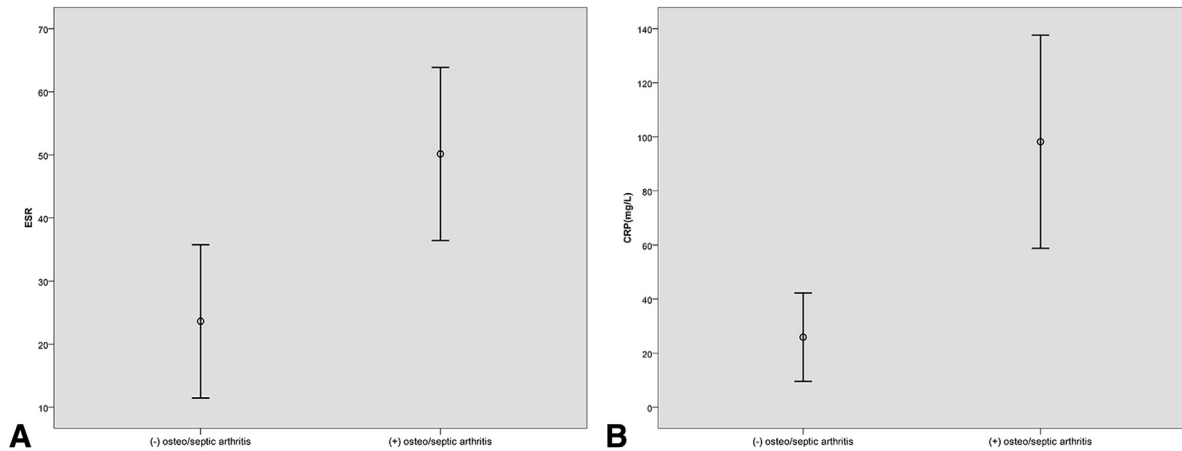 70
60
50
40
30
20
10
ESR
(-) osteo/septic arthritis
(+) osteo/septic arthritis
A
140
120
100
80
60
40
20
0
CRP(mg/L)
(-) osteo/septic arthritis
(+) osteo/septic arthritis
B